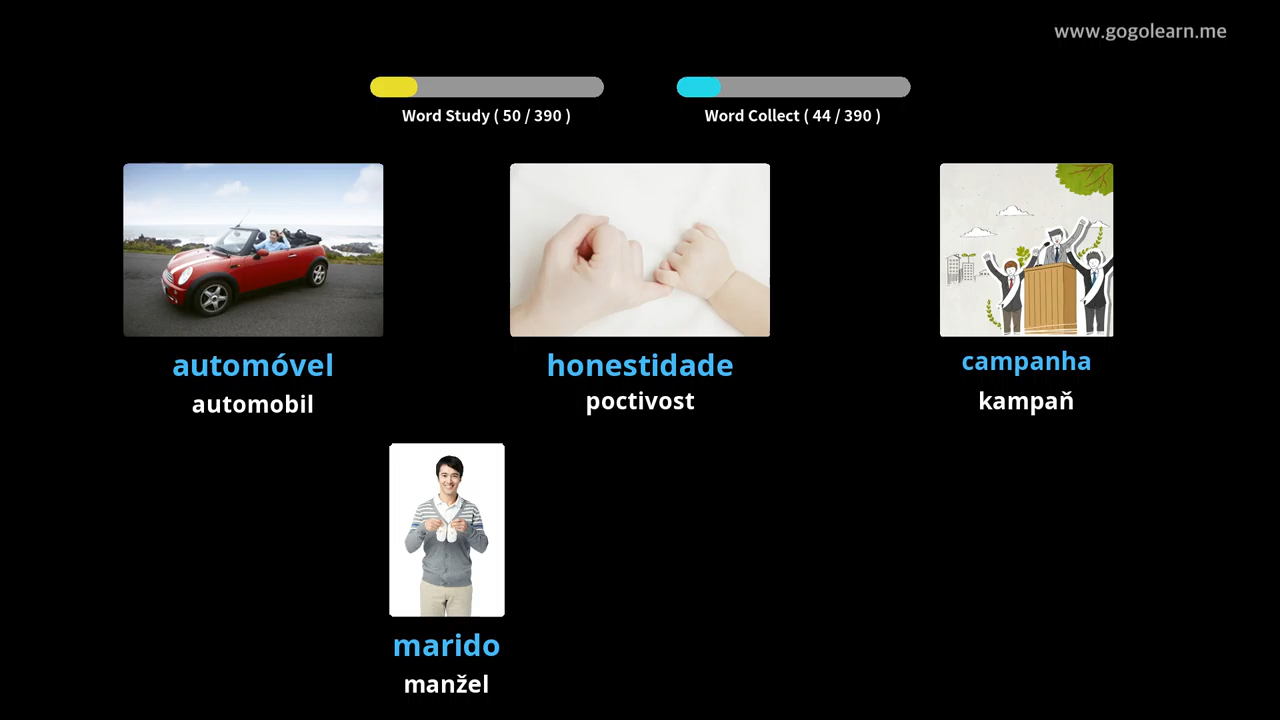 www.gogolearn.me
Word Study ( 50 / 390 )
Word Collect ( 44 / 390 )
automóvel
automobil
honestidade
poctivost
campanha
kampaň
marido
manžel